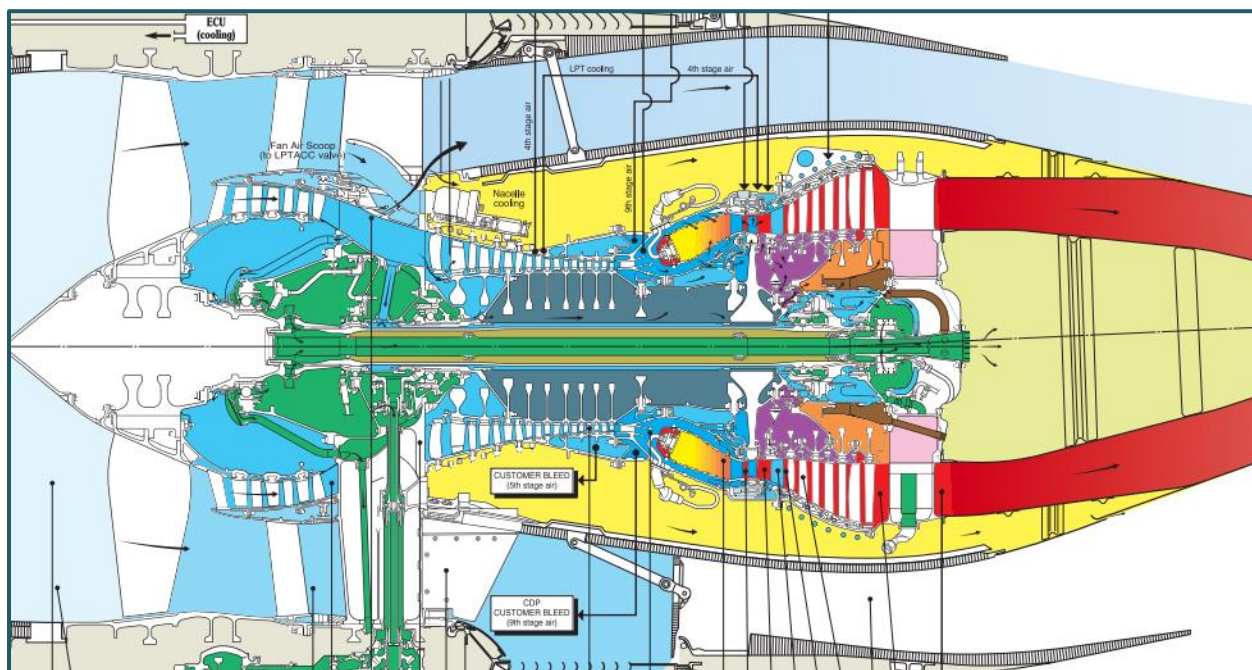 ECU
(cooling)
LPT cooling
4th stage air
4th stage air
Fan Air Scoop
(to LPTACC valve)
9th stage air
Nacelle
cooling
CUSTOMER BLEED
(5th stage air)
CDP
CUSTOMER BLEED
(9th stage air)